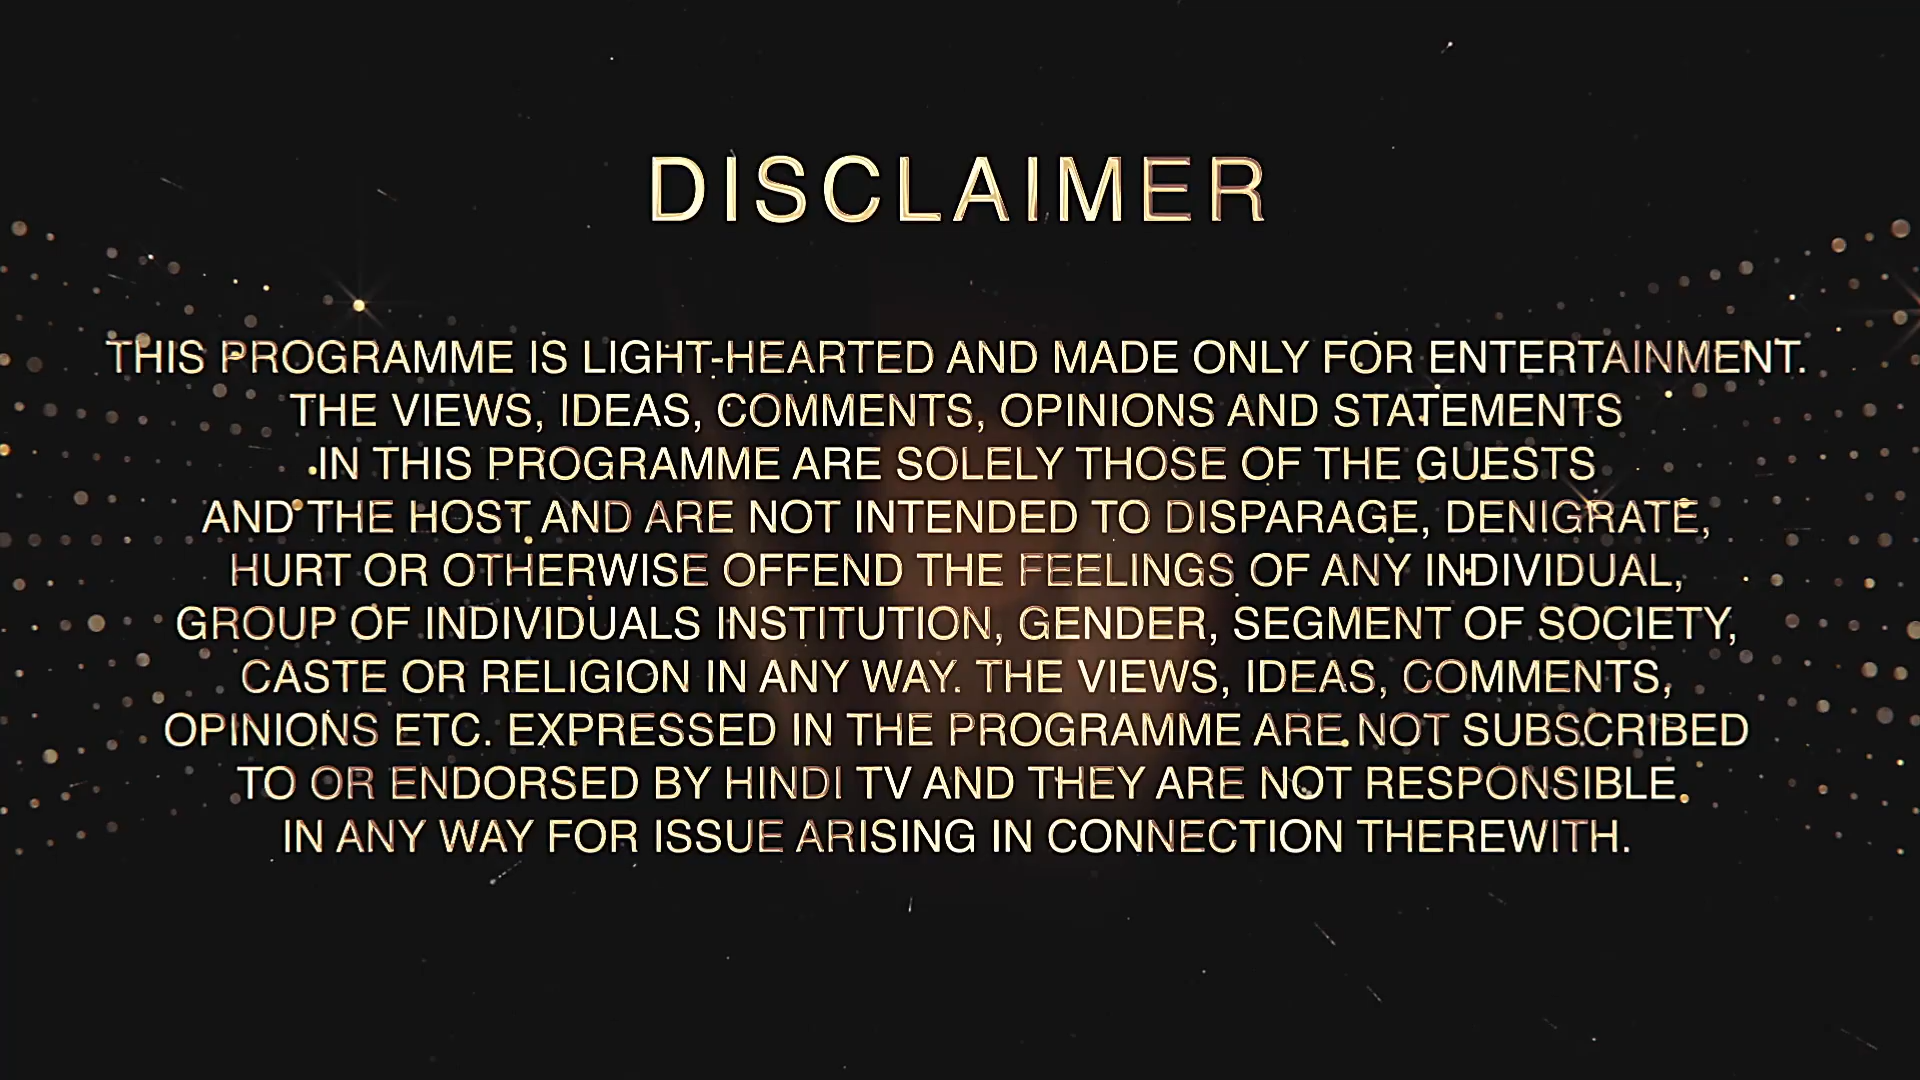 DISCLAIMER
THIS PROGRAMME IS LIGHT-HEARTED AND MADE ONLY FOR ENTERTAINMENT.
THE VIEWS, IDEAS, COMMENTS, OPINIONS AND STATEMENTS
IN THIS PROGRAMME ARE SOLELY THOSE OF THE GUESTS
AND THE HOST AND ARE NOT INTENDED TO DISPARAGE, DENIGRATE,
HURT OR OTHERWISE OFFEND THE FEELINGS OF ANY INDIVIDUAL,
GROUP OF INDIVIDUALS INSTITUTION, GENDER, SEGMENT OF SOCIETY,
CASTE OR RELIGION IN ANY WAY. THE VIEWS, IDEAS, COMMENTS,
OPINIONS ETC. EXPRESSED IN THE PROGRAMME ARE NOT SUBSCRIBED
TO OR ENDORSED BY HINDI TV AND THEY ARE NOT RESPONSIBLE
IN ANY WAY FOR ISSUE ARISING IN CONNECTION THEREWITH.